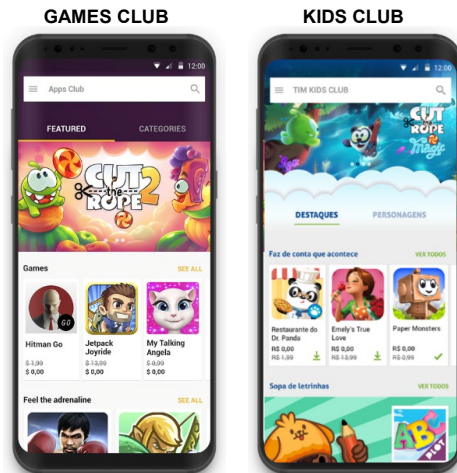 GAMES CLUB
12:00
Apps Club
FEATURED
CATEGORIES
CUT
the
ROPE
2
Games
SEE ALL
GO
Hitman Go
$ 1,99
$ 0,00
Jetpack
Joyride
$ 13,99
$ 0,00
My Talking
Angela
$ 0,99
$ 0,00
Feel the adrenaline
SEE ALL
KIDS CLUB
12:00
TIM KIDS CLUB
CUT
the
ROPE
Magic
DESTAQUES
PERSONAGENS
Faz de conta que acontece
VER TODOS
Restaurante do
Dr. Panda
R$ 0,00
R$ 1,99
Emely's True
Love
R$ 0,00
R$ 13,99
Paper Monsters
R$ 0,00
R$ 0,99
Sopa de letrinhas
VER TODOS
ABC
PLOT